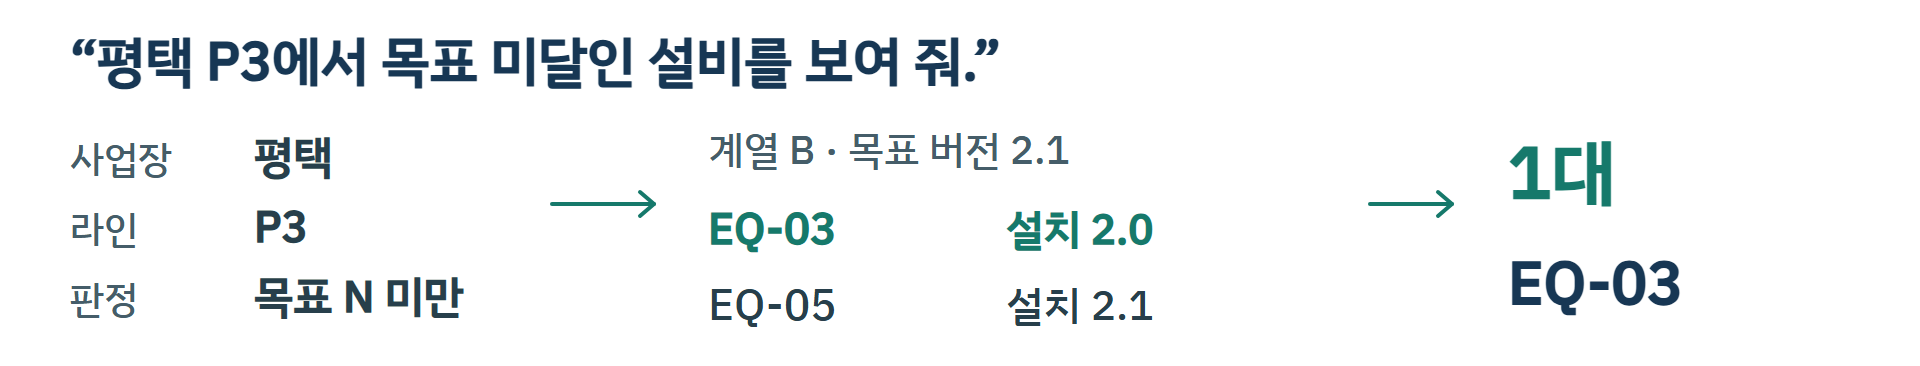 “평택 P3에서 목표 미달인 설비를 보여 줘.”
사업장 평택
라인 P3
판정 목표 N 미만
계열 B · 목표 버전 2.1
EQ-03 설치 2.0
EQ-05 설치 2.1
1대
EQ-03